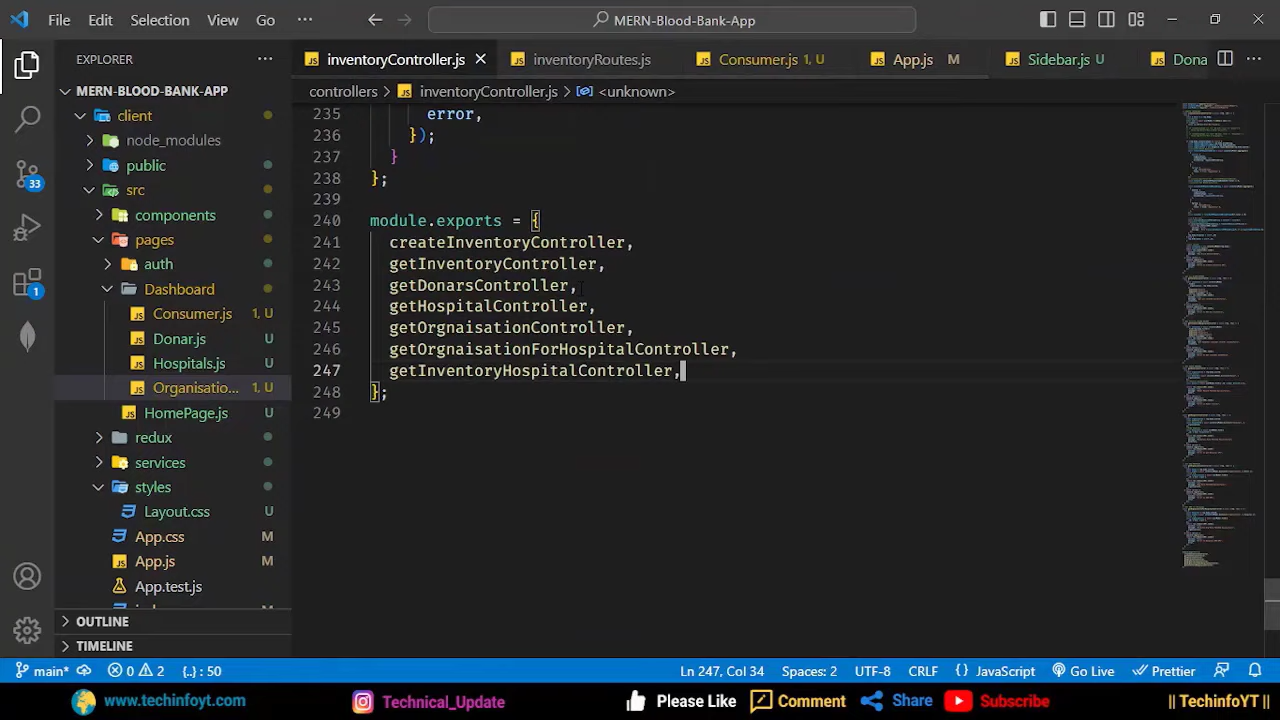 File Edit Selection View Go ··· MERN-Blood-Bank-App
EXPLORER ···
inventoryController.js inventoryRoutes.js Consumer.js 1, U App.js M Sidebar.js U Dona ···
MERN-BLOOD-BANK-APP
controllers > inventoryController.js > <unknown>
client
node_modules
public
src
components
pages
auth
Dashboard
Consumer.js 1, U
Donar.js U
Hospitals.js U
Organisatio... 1, U
HomePage.js U
redux
services
styles
Layout.css U
App.css M
App.js M
App.test.js
OUTLINE
TIMELINE
33
1
235 error,
236 });
237 }
238 };
239
240 module.exports = {
241 createInventoryController,
242 getInventoryController,
243 getDonarsController,
244 getHospitalController,
245 getOrgnaisationController,
246 getOrgnaisationForHospitalController,
247 getInventoryHospitalController,
248 };
249
main* 0 2 {..} : 50 Ln 247, Col 34 Spaces: 2 UTF-8 CRLF {} JavaScript Go Live Prettier
www.techinfoyt.com Technical_Update Please Like Comment Share Subscribe || TechinfoYT ||